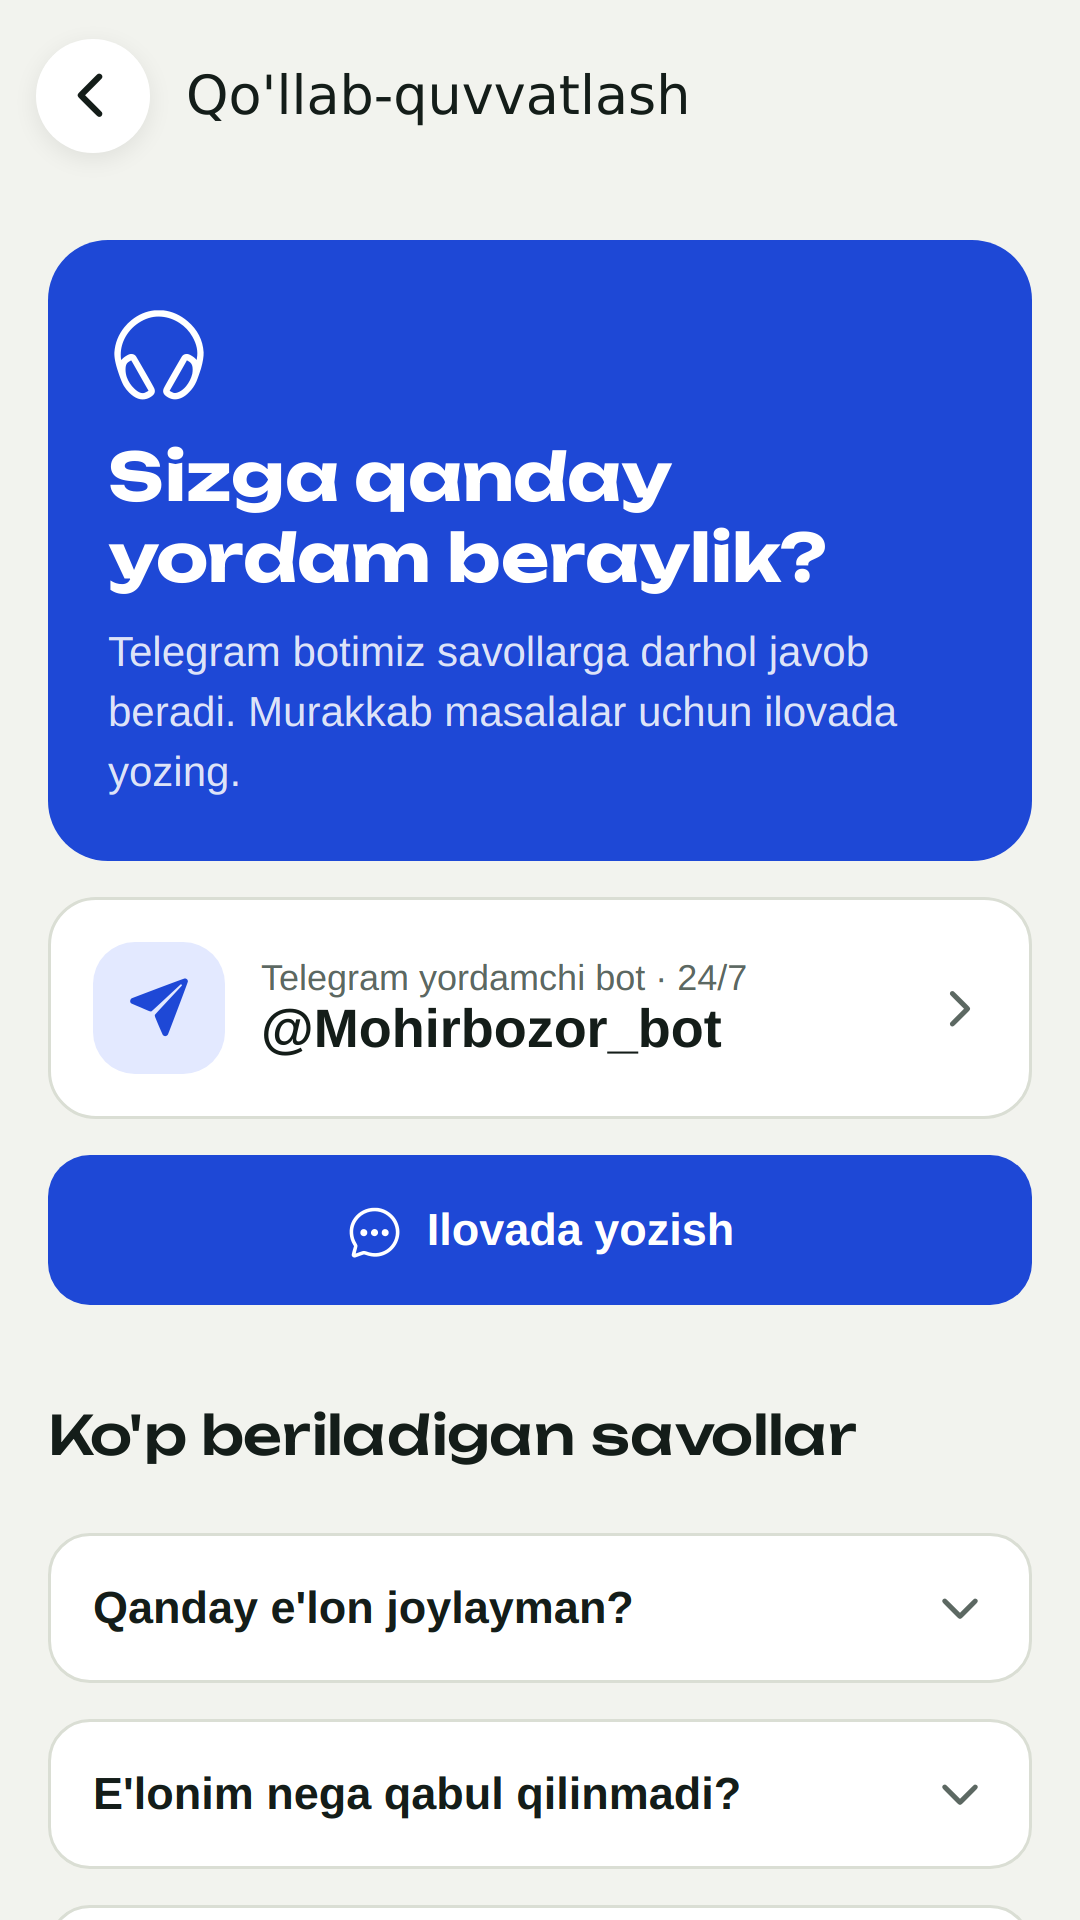 Qo'llab-quvvatlash
Sizga qanday
yordam beraylik?
Telegram botimiz savollarga darhol javob
beradi. Murakkab masalalar uchun ilovada
yozing.
Telegram yordamchi bot · 24/7
@Mohirbozor_bot
Ilovada yozish
Ko'p beriladigan savollar
Qanday e'lon joylayman?
E'lonim nega qabul qilinmadi?